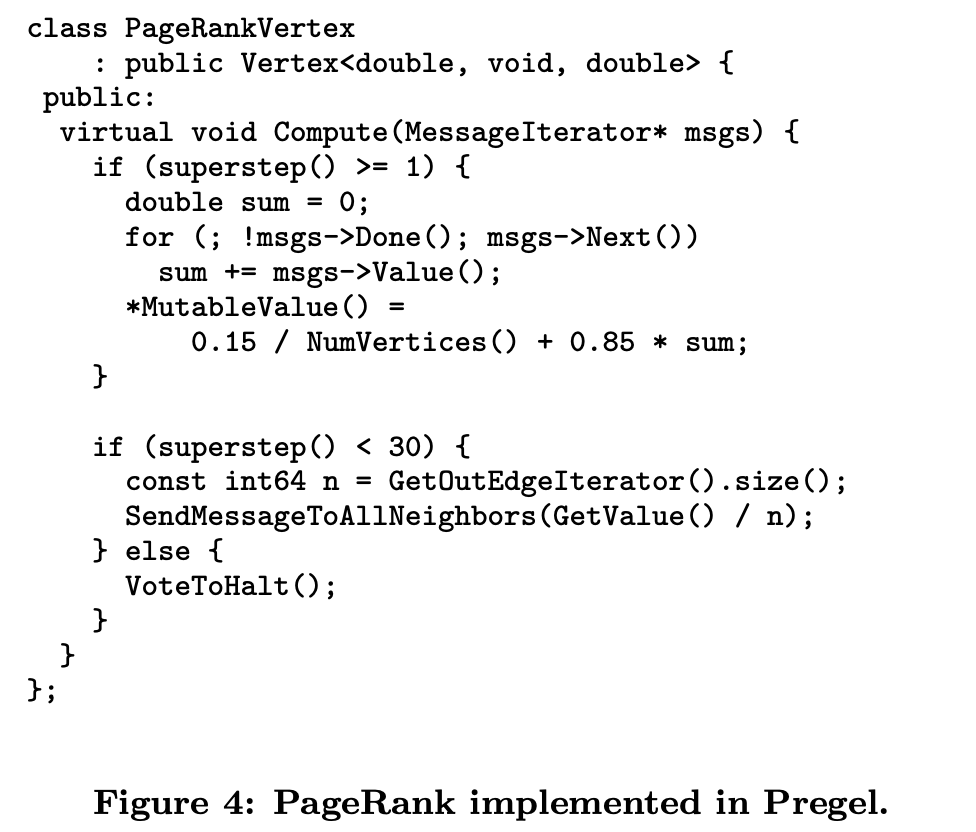 class PageRankVertex
    : public Vertex<double, void, double> {
 public:
  virtual void Compute(MessageIterator* msgs) {
    if (superstep() >= 1) {
      double sum = 0;
      for (; !msgs->Done(); msgs->Next())
        sum += msgs->Value();
      *MutableValue() =
          0.15 / NumVertices() + 0.85 * sum;
    }

    if (superstep() < 30) {
      const int64 n = GetOutEdgeIterator().size();
      SendMessageToAllNeighbors(GetValue() / n);
    } else {
      VoteToHalt();
    }
  }
};

Figure 4: PageRank implemented in Pregel.